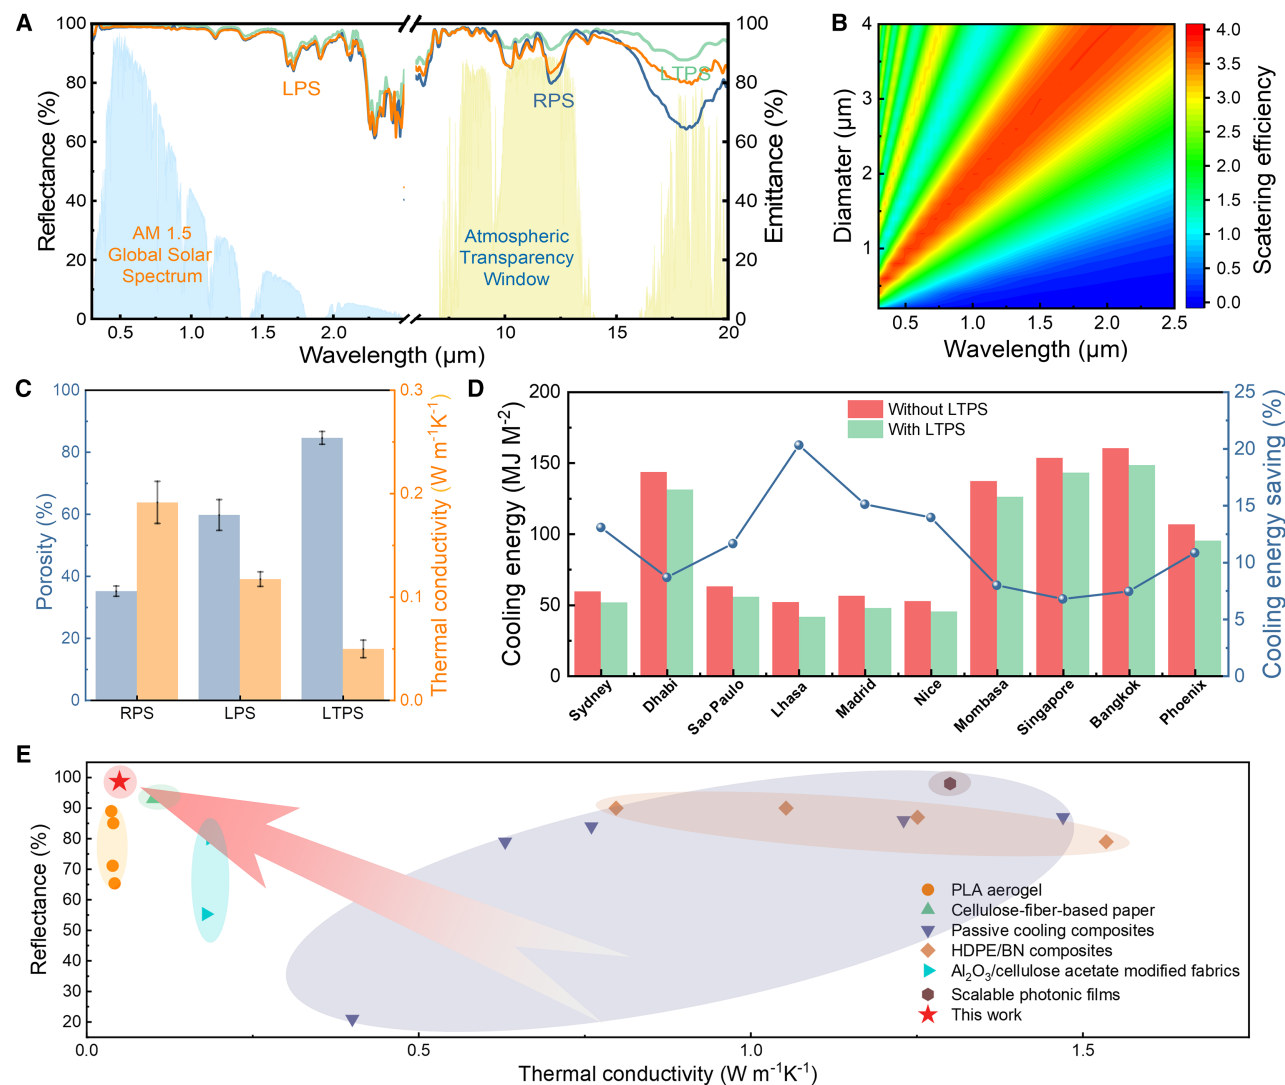 A
Reflectance (%)
100
80
60
40
20
0
LPS
RPS
LTPS
AM 1.5
Global Solar
Spectrum
Atmospheric
Transparency
Window
100
80
60
40
20
0
Emittance (%)
0.5
1.0
1.5
2.0
10
15
20
Wavelength (μm)
B
Diamater (μm)
4
3
2
1
0.5
1.0
1.5
2.0
2.5
Wavelength (μm)
4.0
3.5
3.0
2.5
2.0
1.5
1.0
0.5
0.0
Scatering efficiency
C
Porosity (%)
100
80
60
40
20
0
RPS
LPS
LTPS
0.3
0.2
0.1
0.0
Thermal conductivity (W m⁻¹K⁻¹)
D
Cooling energy (MJ M⁻²)
200
150
100
50
0
Without LTPS
With LTPS
Sydney
Dhabi
Sao Paulo
Lhasa
Madrid
Nice
Mombasa
Singapore
Bangkok
Phoenix
25
20
15
10
5
0
Cooling energy saving (%)
E
Reflectance (%)
100
90
80
70
60
50
40
30
20
PLA aerogel
Cellulose-fiber-based paper
Passive cooling composites
HDPE/BN composites
Al₂O₃/cellulose acetate modified fabrics
Scalable photonic films
This work
0.0
0.5
1.0
1.5
Thermal conductivity (W m⁻¹K⁻¹)